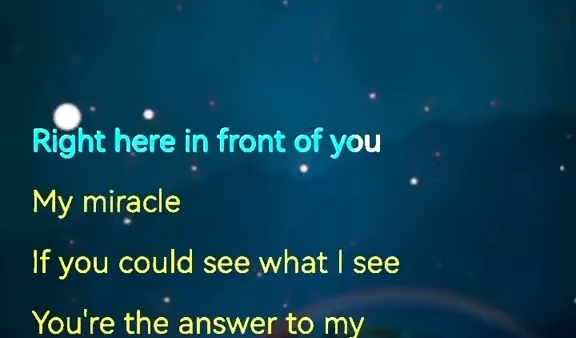 Right here in front of you
My miracle
If you could see what I see
You're the answer to my